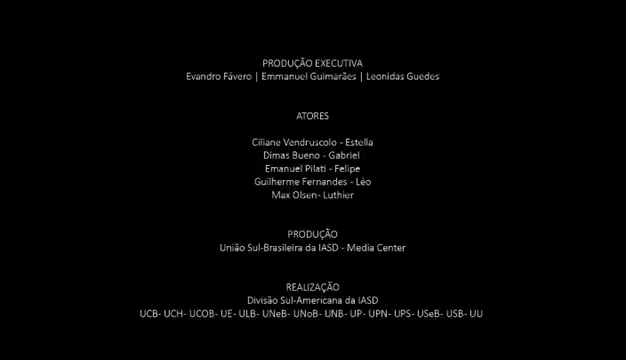 PRODUÇÃO EXECUTIVA
Evandro Fávero | Emmanuel Guimarães | Leonidas Guedes
ATORES
Ciliane Vendruscolo - Estella
Dimas Bueno - Gabriel
Emanuel Pilati - Felipe
Guilherme Fernandes - Léo
Max Olsen- Luthier
PRODUÇÃO
União Sul-Brasileira da IASD - Media Center
REALIZAÇÃO
Divisão Sul-Americana da IASD
UCB- UCH- UCOB- UE- ULB- UNeB- UNoB- UNB- UP- UPN- UPS- USeB- USB- UU